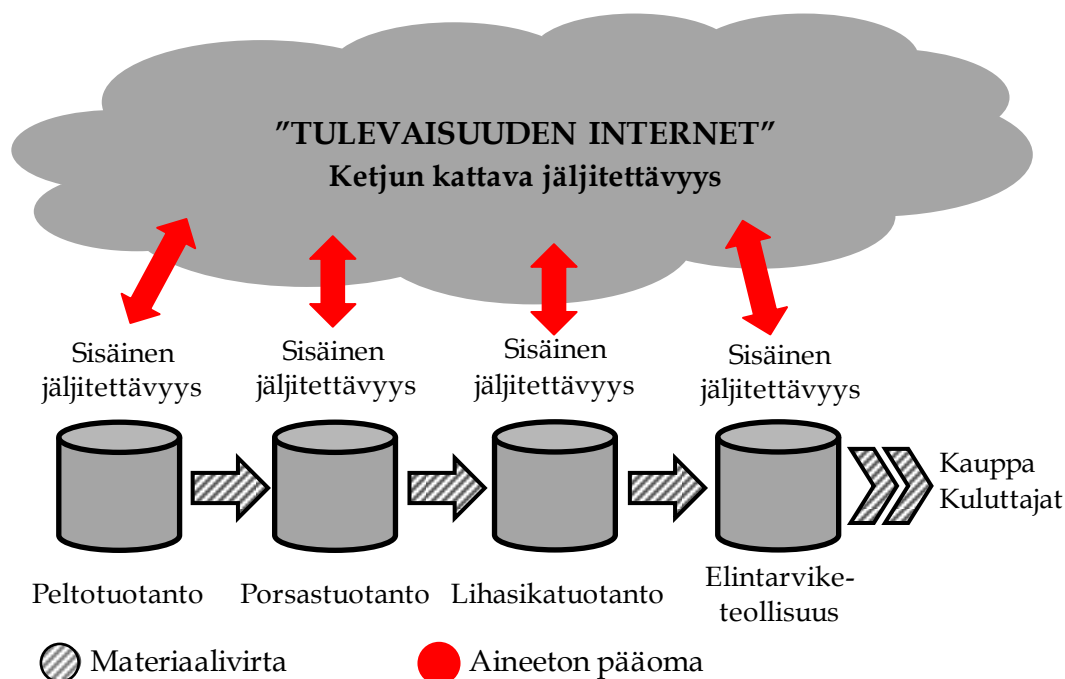 ”TULEVAISUUDEN INTERNET”
Ketjun kattava jäljitettävyys
Sisäinen
jäljitettävyys
Sisäinen
jäljitettävyys
Sisäinen
jäljitettävyys
Sisäinen
jäljitettävyys
Kauppa
Kuluttajat
Peltotuotanto
Porsastuotanto
Lihasikatuotanto
Elintarvike-
teollisuus
Materiaalivirta
Aineeton pääoma